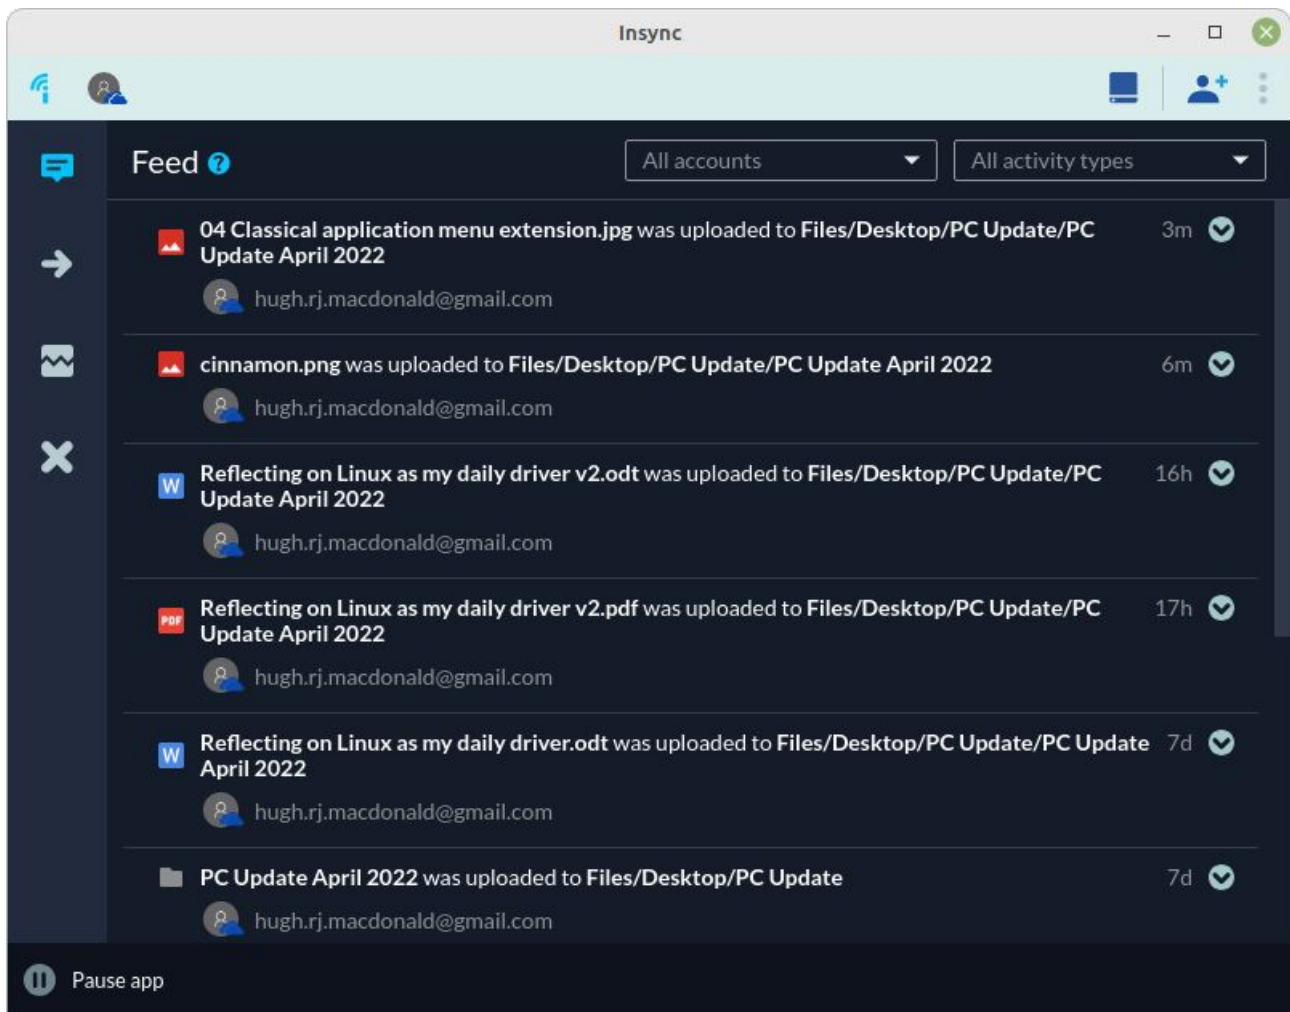 Insync
Feed ?
All accounts
All activity types
04 Classical application menu extension.jpg was uploaded to Files/Desktop/PC Update/PC
Update April 2022
3m
hugh.rj.macdonald@gmail.com
cinnamon.png was uploaded to Files/Desktop/PC Update/PC Update April 2022
6m
hugh.rj.macdonald@gmail.com
W
Reflecting on Linux as my daily driver v2.odt was uploaded to Files/Desktop/PC Update/PC
Update April 2022
16h
hugh.rj.macdonald@gmail.com
PDF
Reflecting on Linux as my daily driver v2.pdf was uploaded to Files/Desktop/PC Update/PC
Update April 2022
17h
hugh.rj.macdonald@gmail.com
W
Reflecting on Linux as my daily driver.odt was uploaded to Files/Desktop/PC Update/PC Update
April 2022
7d
hugh.rj.macdonald@gmail.com
PC Update April 2022 was uploaded to Files/Desktop/PC Update
7d
hugh.rj.macdonald@gmail.com
Pause app